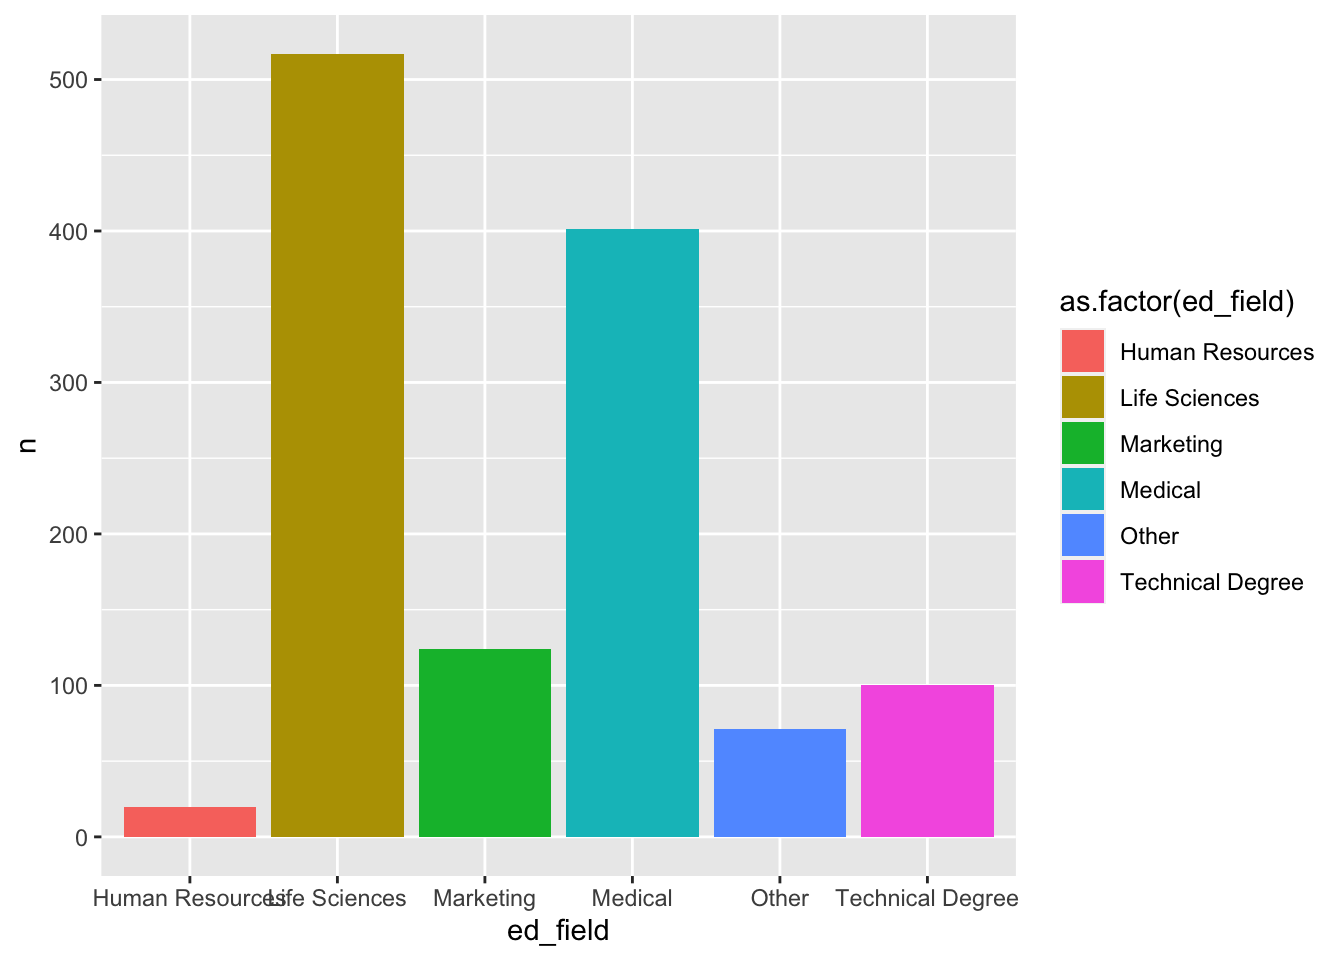 500
400
300
200
100
0
n
Human Resources
Life Sciences
Marketing
Medical
Other
Technical Degree
ed_field
as.factor(ed_field)
Human Resources
Life Sciences
Marketing
Medical
Other
Technical Degree